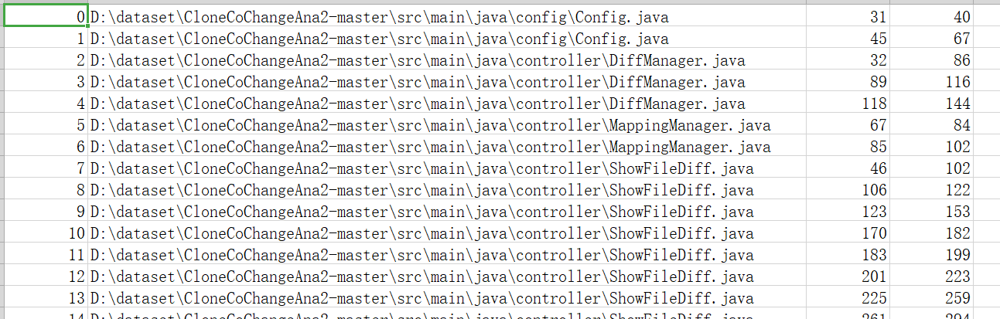 0 D:\dataset\CloneCoChangeAna2-master\src\main\java\config\Config.java 31 40
1 D:\dataset\CloneCoChangeAna2-master\src\main\java\config\Config.java 45 67
2 D:\dataset\CloneCoChangeAna2-master\src\main\java\controller\DiffManager.java 32 86
3 D:\dataset\CloneCoChangeAna2-master\src\main\java\controller\DiffManager.java 89 116
4 D:\dataset\CloneCoChangeAna2-master\src\main\java\controller\DiffManager.java 118 144
5 D:\dataset\CloneCoChangeAna2-master\src\main\java\controller\MappingManager.java 67 84
6 D:\dataset\CloneCoChangeAna2-master\src\main\java\controller\MappingManager.java 85 102
7 D:\dataset\CloneCoChangeAna2-master\src\main\java\controller\ShowFileDiff.java 46 102
8 D:\dataset\CloneCoChangeAna2-master\src\main\java\controller\ShowFileDiff.java 106 122
9 D:\dataset\CloneCoChangeAna2-master\src\main\java\controller\ShowFileDiff.java 123 153
10 D:\dataset\CloneCoChangeAna2-master\src\main\java\controller\ShowFileDiff.java 170 182
11 D:\dataset\CloneCoChangeAna2-master\src\main\java\controller\ShowFileDiff.java 183 199
12 D:\dataset\CloneCoChangeAna2-master\src\main\java\controller\ShowFileDiff.java 201 223
13 D:\dataset\CloneCoChangeAna2-master\src\main\java\controller\ShowFileDiff.java 225 259
14 D:\dataset\CloneCoChangeAna2-master\src\main\java\controller\ShowFileDiff.java 261 294